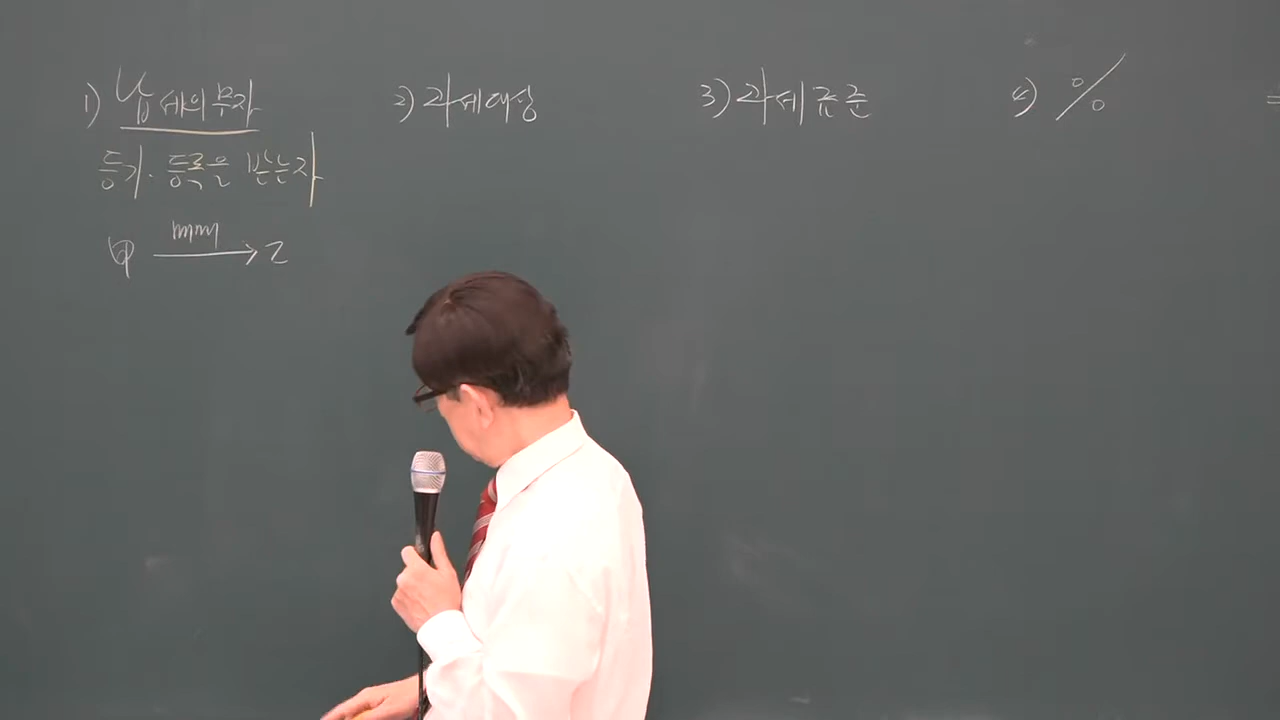 1) 납세의무자
등기·등록을 받는자
甲 → 乙
2) 과세대상
3) 과세표준
4) %
=